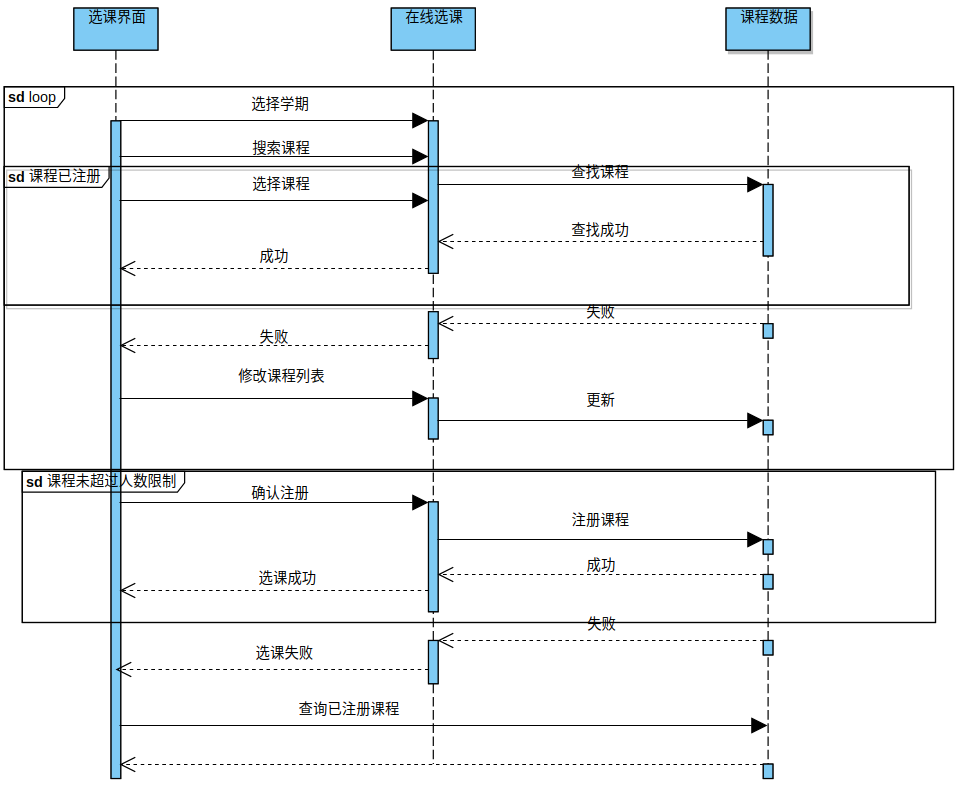 选课界面
在线选课
课程数据
sd loop
选择学期
搜索课程
查找课程
sd 课程已注册
选择课程
查找成功
成功
失败
失败
修改课程列表
更新
sd 课程未超过人数限制
确认注册
注册课程
成功
选课成功
失败
选课失败
查询已注册课程